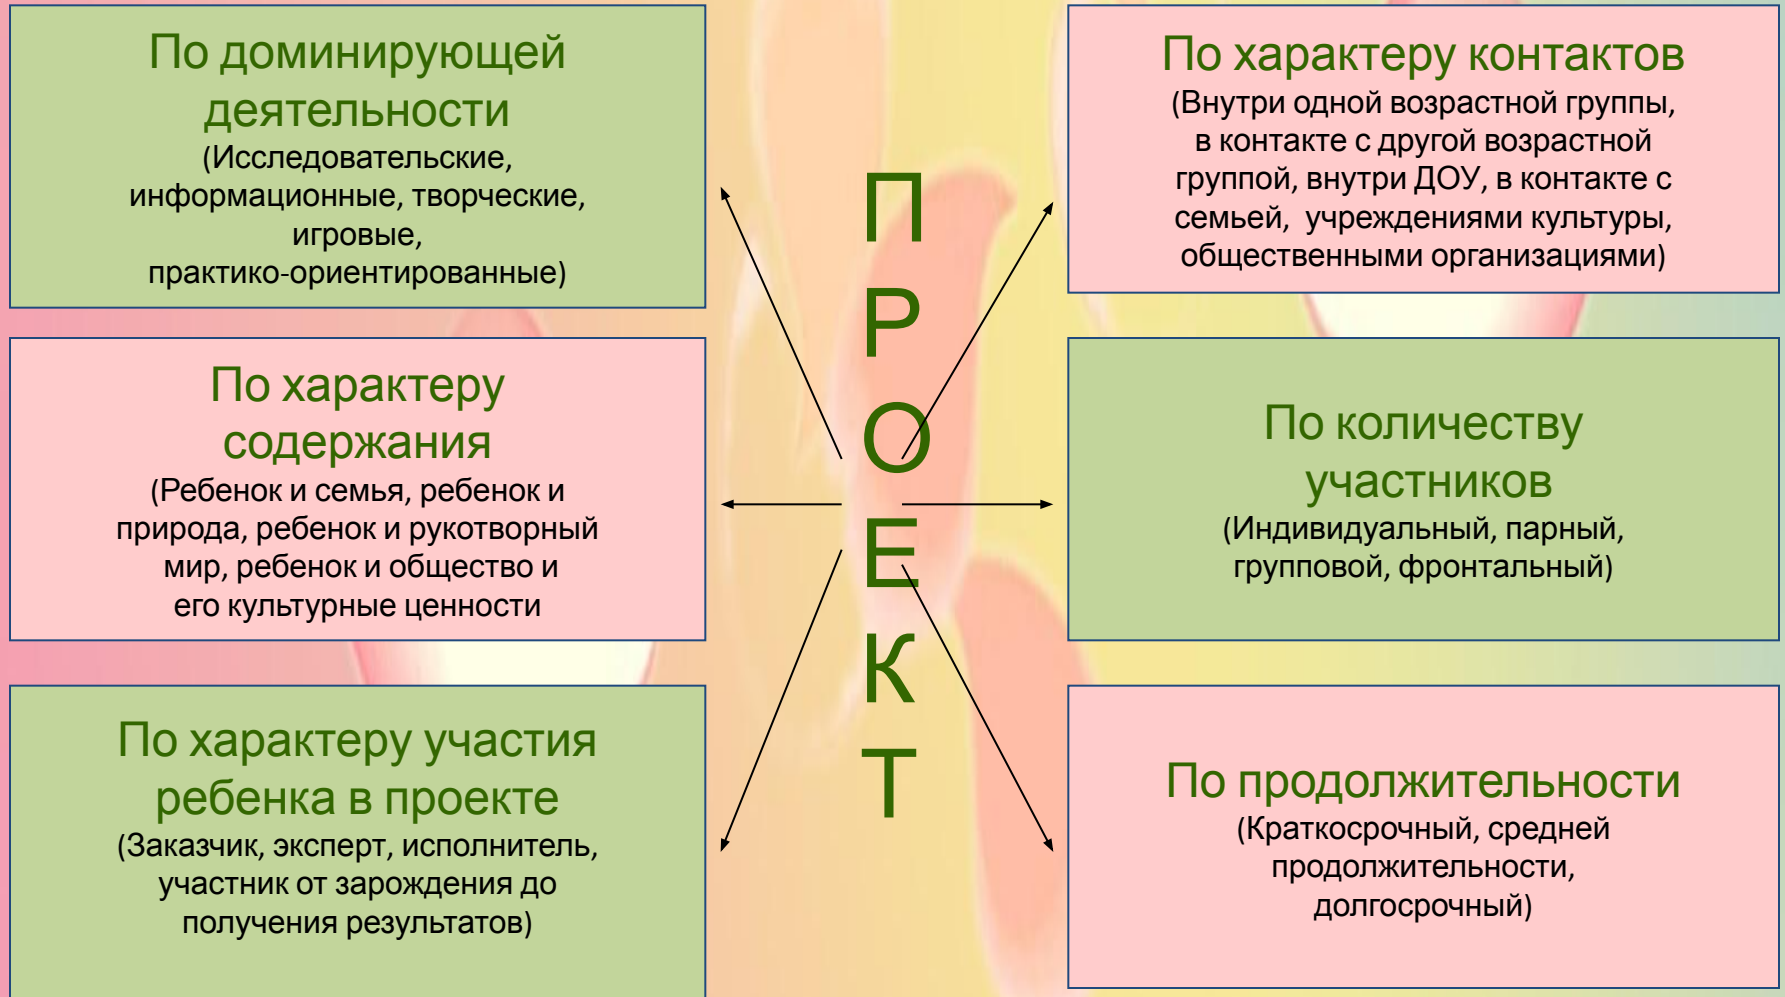 По доминирующей
деятельности
(Исследовательские,
информационные, творческие,
игровые,
практико-ориентированные)
По характеру
содержания
(Ребенок и семья, ребенок и
природа, ребенок и рукотворный
мир, ребенок и общество и
его культурные ценности
По характеру участия
ребенка в проекте
(Заказчик, эксперт, исполнитель,
участник от зарождения до
получения результатов)
П
Р
О
Е
К
Т
По характеру контактов
(Внутри одной возрастной группы,
в контакте с другой возрастной
группой, внутри ДОУ, в контакте с
семьей, учреждениями культуры,
общественными организациями)
По количеству
участников
(Индивидуальный, парный,
групповой, фронтальный)
По продолжительности
(Краткосрочный, средней
продолжительности,
долгосрочный)